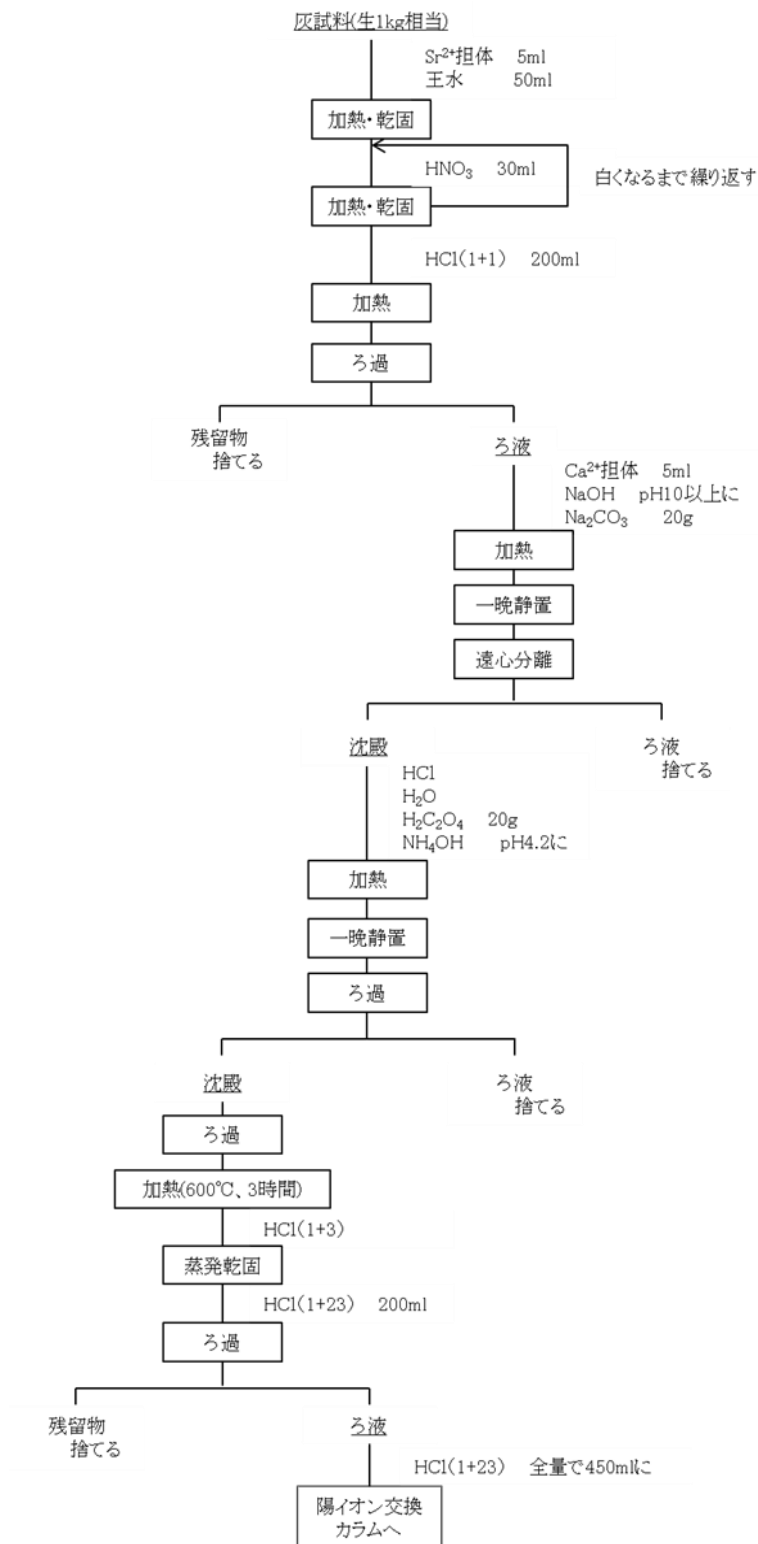 灰試料(生1kg相当)
Sr²⁺担体 5ml
王水 50ml
加熱・乾固
HNO₃ 30ml
白くなるまで繰り返す
加熱・乾固
HCl(1+1) 200ml
加熱
ろ過
残留物
捨てる
ろ液
Ca²⁺担体 5ml
NaOH pH10以上に
Na₂CO₃ 20g
加熱
一晩静置
遠心分離
沈殿
ろ液
捨てる
HCl
H₂O
H₂C₂O₄ 20g
NH₄OH pH4.2に
加熱
一晩静置
ろ過
沈殿
ろ液
捨てる
ろ過
加熱(600℃、3時間)
HCl(1+3)
蒸発乾固
HCl(1+23) 200ml
ろ過
残留物
捨てる
ろ液
HCl(1+23) 全量で450mlに
陽イオン交換
カラムへ